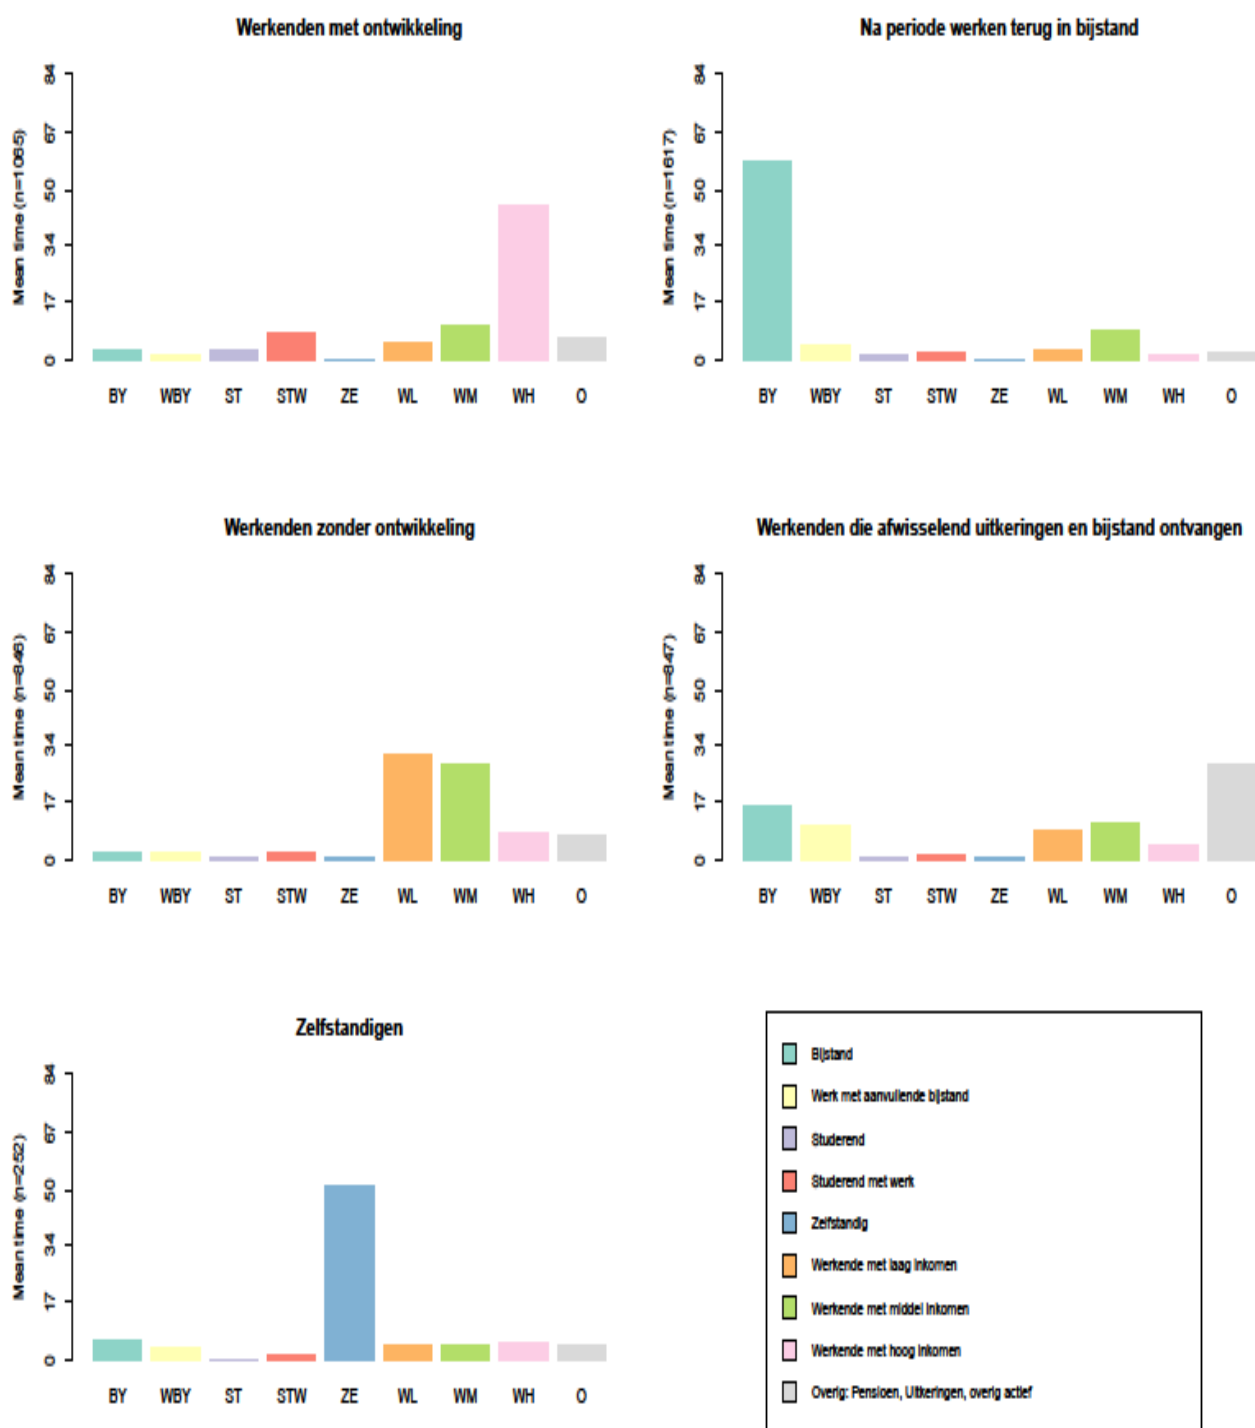 Werkenden met ontwikkeling
Mean time (n=1065)
84
67
50
34
17
0
BY WBY ST STW ZE WL WM WH O
Na periode werken terug in bijstand
Mean time (n=1617)
84
67
50
34
17
0
BY WBY ST STW ZE WL WM WH O
Werkenden zonder ontwikkeling
Mean time (n=846)
84
67
50
34
17
0
BY WBY ST STW ZE WL WM WH O
Werkenden die afwisselend uitkeringen en bijstand ontvangen
Mean time (n=847)
84
67
50
34
17
0
BY WBY ST STW ZE WL WM WH O
Zelfstandigen
Mean time (n=252)
84
67
50
34
17
0
BY WBY ST STW ZE WL WM WH O
Bijstand
Werk met aanvullende bijstand
Studerend
Studerend met werk
Zelfstandig
Werkende met laag inkomen
Werkende met middel inkomen
Werkende met hoog inkomen
Overig: Pensioen, Uitkeringen, overig actief